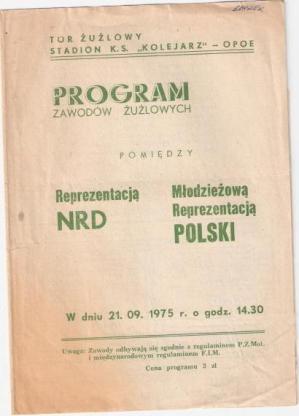 TOR ŻUŻLOWY
STADION K.S. „KOLEJARZ" – OPOE
PROGRAM
ZAWODÓW ŻUŻLOWYCH
POMIĘDZY
Reprezentacją
NRD
Młodzieżową
Reprezentacją
POLSKI
W dniu 21. 09. 1975 r. o godz. 14.30
Uwaga: Zawody odbywają się zgodnie z regulaminem P.Z.Mot.
i międzynarodowym regulaminem F.I.M.
Cena programu 3 zł